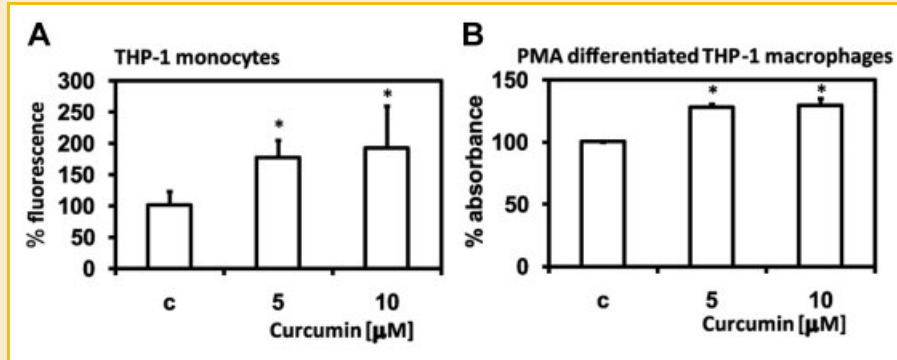 A
THP-1 monocytes
% fluorescence
300
250
200
150
100
50
0
*
*
c
5
10
Curcumin [μM]
B
PMA differentiated THP-1 macrophages
% absorbance
150
100
50
0
*
*
c
5
10
Curcumin [μM]